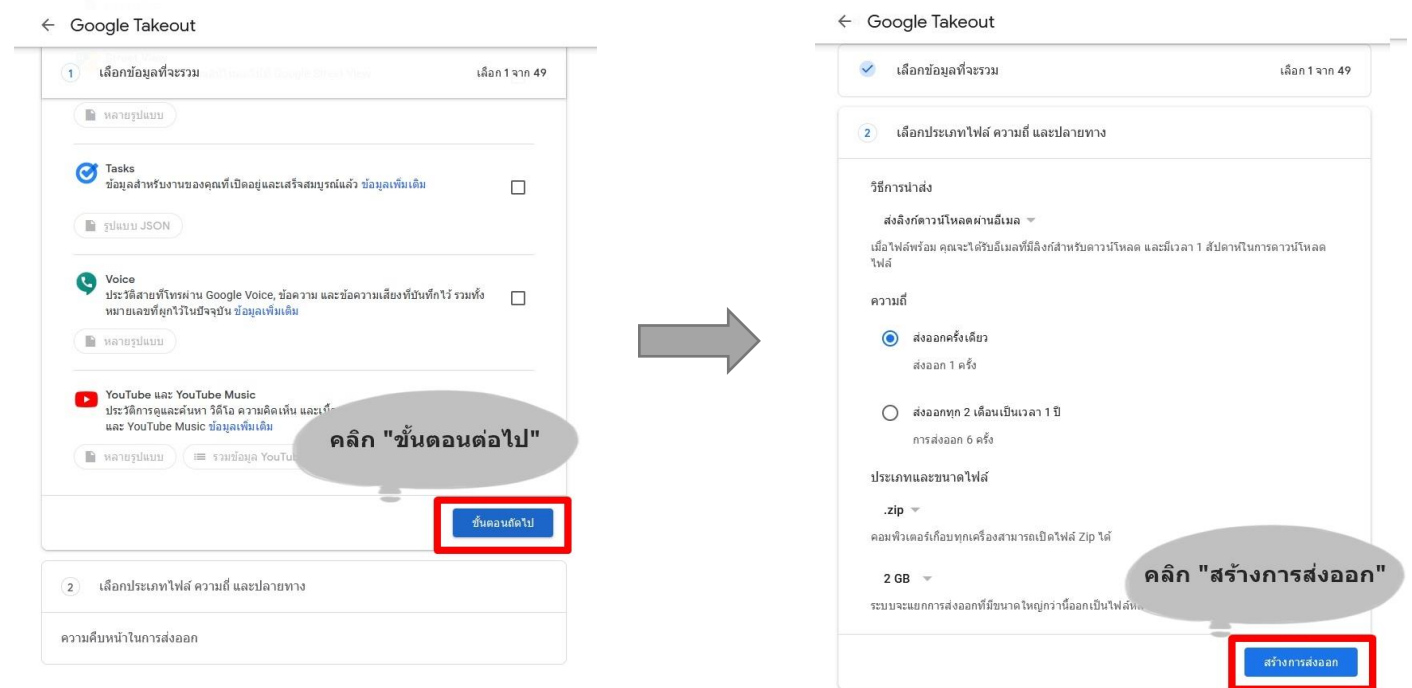 ← Google Takeout
1 เลือกข้อมูลที่จะรวม เลือก 1 จาก 49
หลายรูปแบบ
Tasks
ข้อมูลสำหรับงานของคุณที่เปิดอยู่และเสร็จสมบูรณ์แล้ว ข้อมูลเพิ่มเติม
รูปแบบ JSON
Voice
ประวัติสายที่โทรผ่าน Google Voice, ข้อความ และข้อความเสียงที่บันทึกไว้ รวมทั้ง
หมายเลขที่ผูกไว้ในปัจจุบัน ข้อมูลเพิ่มเติม
หลายรูปแบบ
YouTube และ YouTube Music
ประวัติการดูและค้นหา วิดีโอ ความคิดเห็น และ
และ YouTube Music ข้อมูลเพิ่มเติม
หลายรูปแบบ รวมข้อมูล
คลิก "ขั้นตอนต่อไป"
ขั้นตอนถัดไป
2 เลือกประเภทไฟล์ ความถี่ และปลายทาง
ความคืบหน้าในการส่งออก
← Google Takeout
เลือกข้อมูลที่จะรวม เลือก 1 จาก 49
2 เลือกประเภทไฟล์ ความถี่ และปลายทาง
วิธีการนำส่ง
ส่งลิงก์ดาวน์โหลดผ่านอีเมล
เมื่อไฟล์พร้อม คุณจะได้รับอีเมลที่มีลิงก์สำหรับดาวน์โหลด และมีเวลา 1 สัปดาห์ในการดาวน์โหลด
ไฟล์
ความถี่
ส่งออกครั้งเดียว
ส่งออก 1 ครั้ง
ส่งออกทุก 2 เดือนเป็นเวลา 1 ปี
การส่งออก 6 ครั้ง
ประเภทและขนาดไฟล์
.zip
คอมพิวเตอร์เกือบทุกเครื่องสามารถเปิดไฟล์ Zip ได้
2 GB
ระบบจะแยกการส่งออกที่มีขนาดใหญ่กว่านี้ออกเป็นไฟล์
คลิก "สร้างการส่งออก"
สร้างการส่งออก